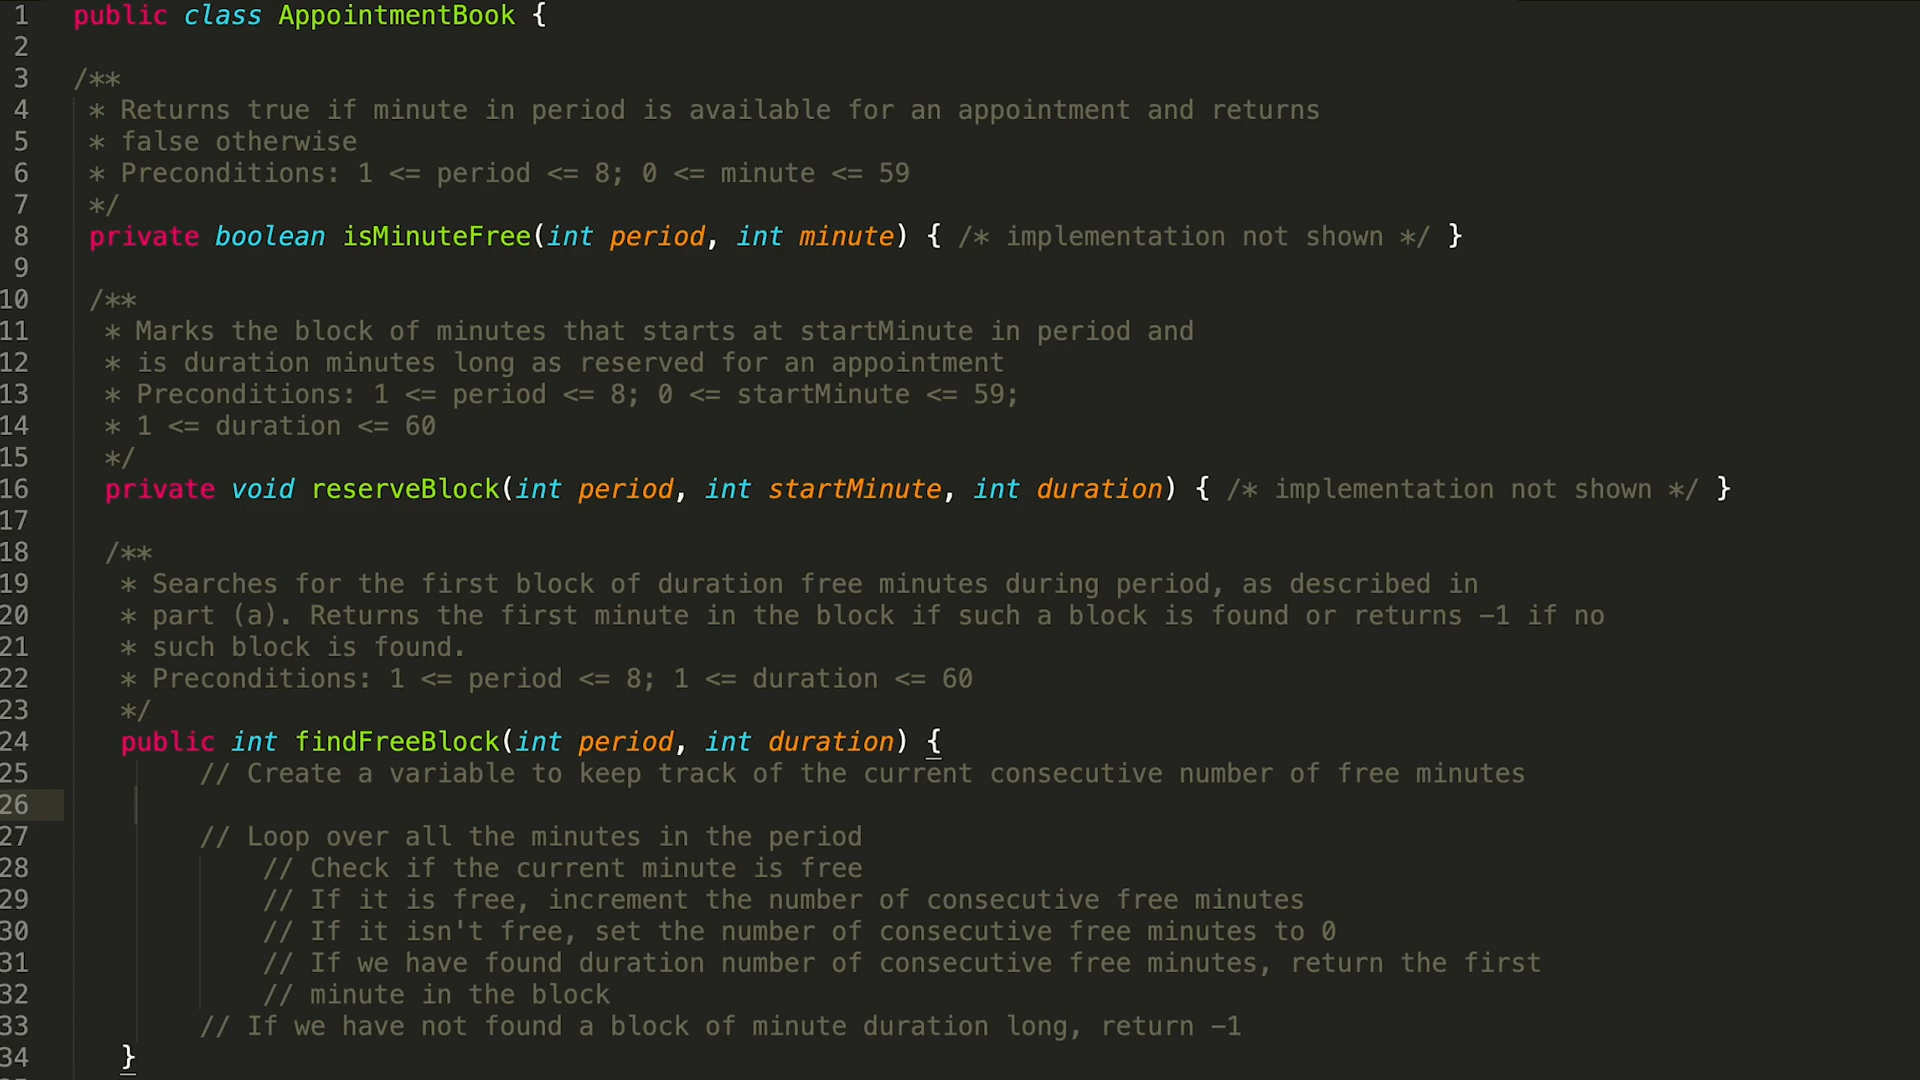 1 public class AppointmentBook {
2
3 /**
4 * Returns true if minute in period is available for an appointment and returns
5 * false otherwise
6 * Preconditions: 1 <= period <= 8; 0 <= minute <= 59
7 */
8 private boolean isMinuteFree(int period, int minute) { /* implementation not shown */ }
9
10 /**
11 * Marks the block of minutes that starts at startMinute in period and
12 * is duration minutes long as reserved for an appointment
13 * Preconditions: 1 <= period <= 8; 0 <= startMinute <= 59;
14 * 1 <= duration <= 60
15 */
16 private void reserveBlock(int period, int startMinute, int duration) { /* implementation not shown */ }
17
18 /**
19 * Searches for the first block of duration free minutes during period, as described in
20 * part (a). Returns the first minute in the block if such a block is found or returns -1 if no
21 * such block is found.
22 * Preconditions: 1 <= period <= 8; 1 <= duration <= 60
23 */
24 public int findFreeBlock(int period, int duration) {
25 // Create a variable to keep track of the current consecutive number of free minutes
26
27 // Loop over all the minutes in the period
28 // Check if the current minute is free
29 // If it is free, increment the number of consecutive free minutes
30 // If it isn't free, set the number of consecutive free minutes to 0
31 // If we have found duration number of consecutive free minutes, return the first
32 // minute in the block
33 // If we have not found a block of minute duration long, return -1
34 }